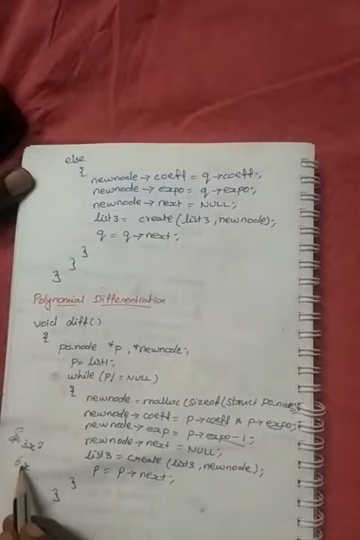 else
{
newnode → coeff = q → coeff;
newnode → expo = q → expo;
newnode → next = NULL;
list3 = create (list3, newnode);
q = q → next;
}
}
}
Polynomial Differentiation
void diff()
{
newnode;
p = list1;
while (P! = NULL)
{
newnode = malloc (sizeof (struct
newnode → coeff = p → coeff * p → expo;
newnode → exp = p → expo-1;
newnode → next = NULL;
list3 = create (list3, newnode);
p = p → next;
}
}